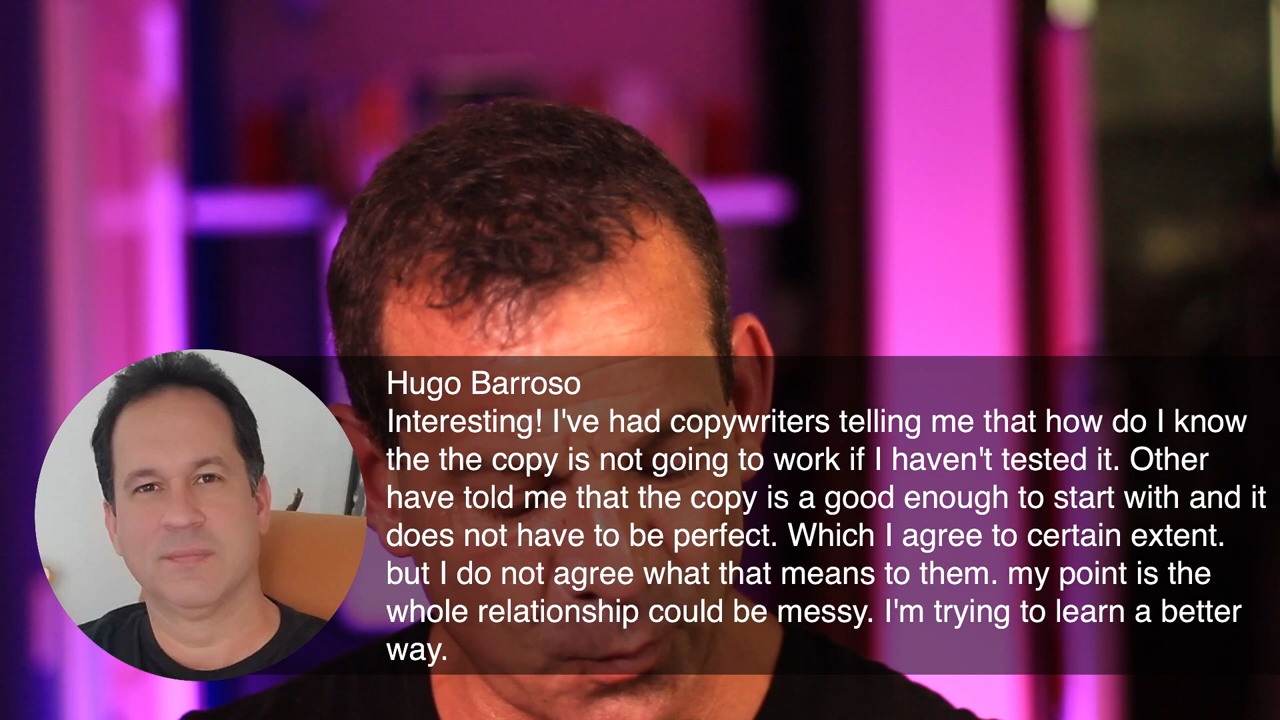 Hugo Barroso
Interesting! I've had copywriters telling me that how do I know
the the copy is not going to work if I haven't tested it. Other
have told me that the copy is a good enough to start with and it
does not have to be perfect. Which I agree to certain extent.
but I do not agree what that means to them. my point is the
whole relationship could be messy. I'm trying to learn a better
way.